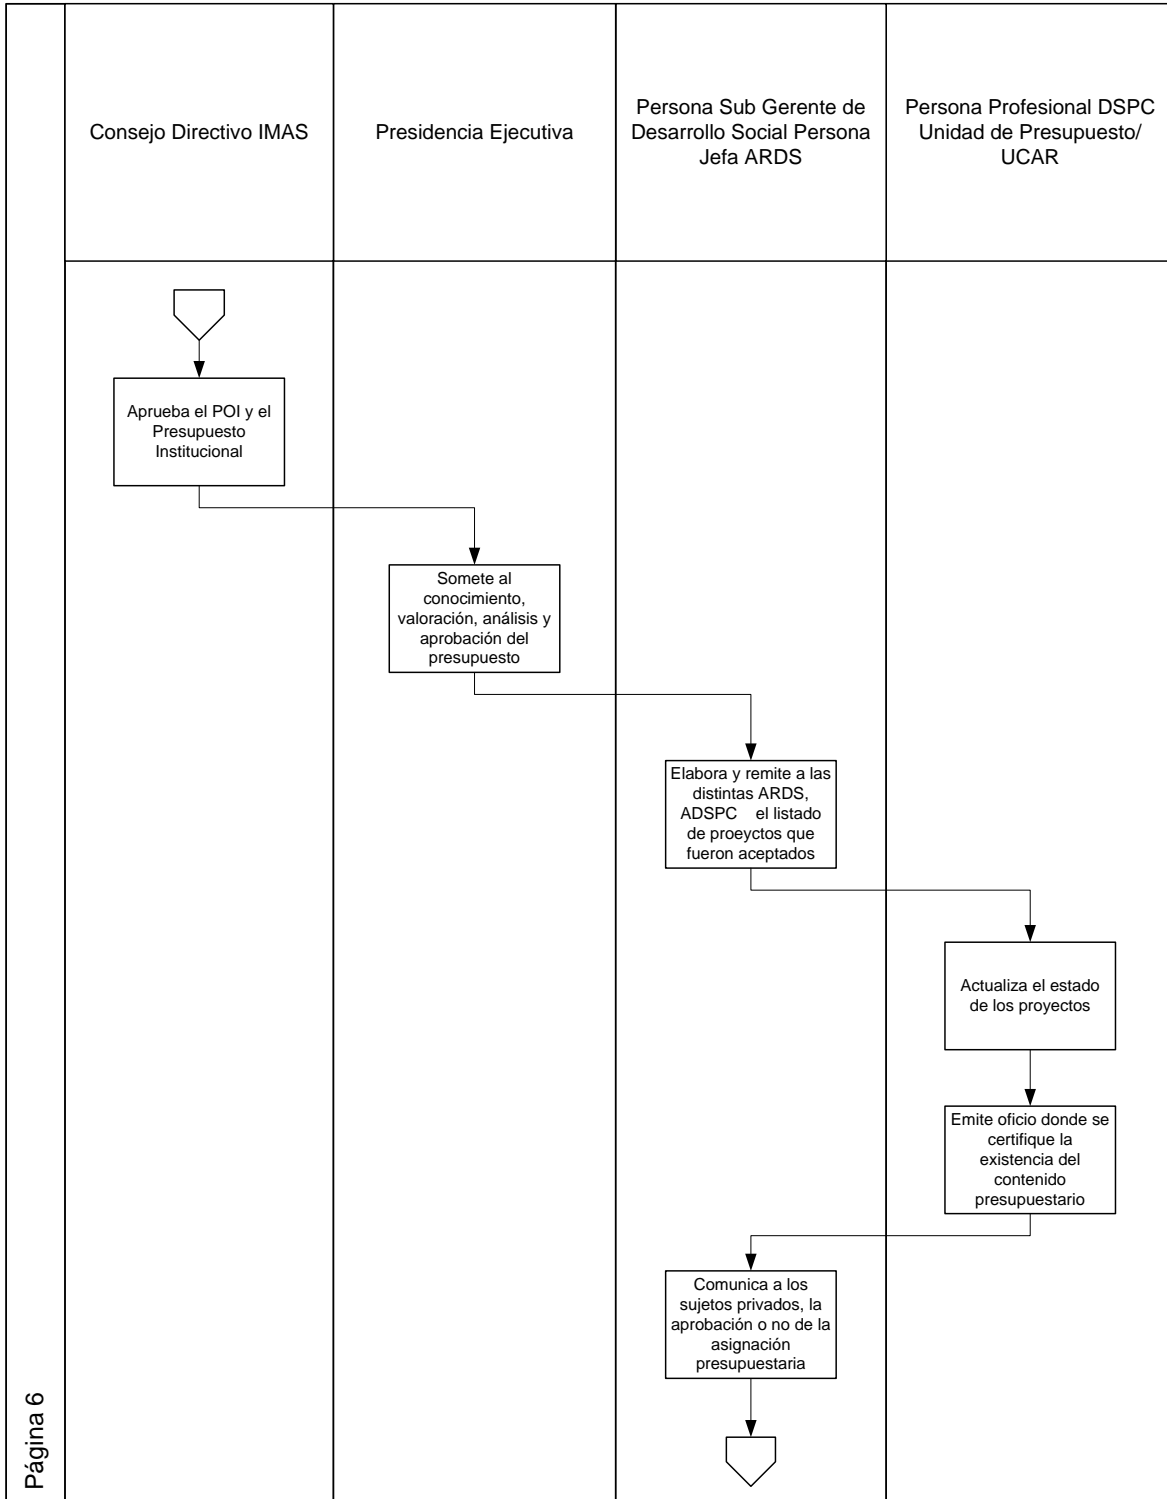 Consejo Directivo IMAS
Presidencia Ejecutiva
Persona Sub Gerente de
Desarrollo Social Persona
Jefa ARDS
Persona Profesional DSPC
Unidad de Presupuesto/
UCAR
Aprueba el POI y el
Presupuesto
Institucional
Somete al
conocimiento,
valoración, análisis y
aprobación del
presupuesto
Elabora y remite a las
distintas ARDS,
ADSPC    el listado
de proeyctos que
fueron aceptados
Actualiza el estado
de los proyectos
Emite oficio donde se
certifique la
existencia del
contenido
presupuestario
Comunica a los
sujetos privados, la
aprobación o no de la
asignación
presupuestaria
Página 6